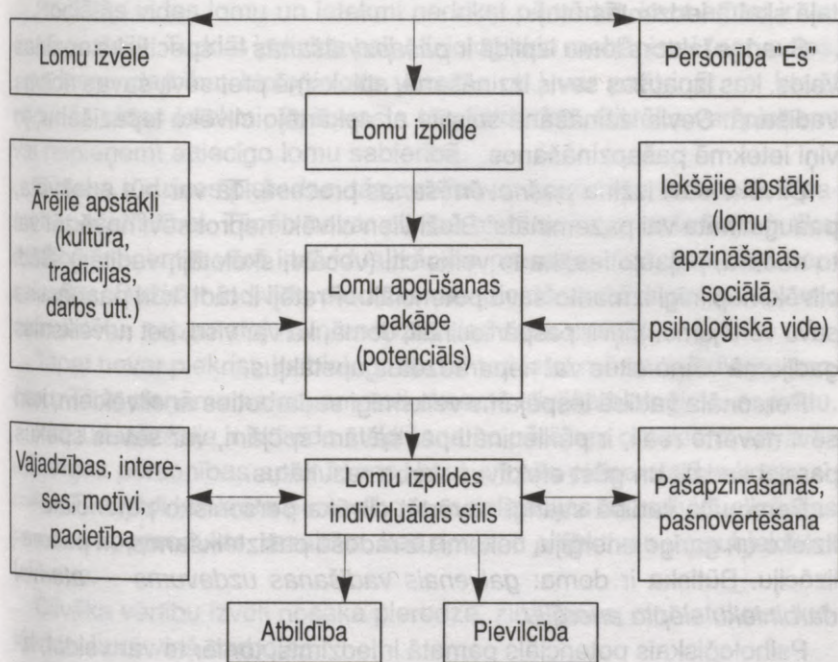 Lomu izvēle
Personība "Es"
Lomu izpilde
Ārējie apstākļi
(kultūra,
tradīcijas,
darbs utt.)
Lomu apgūšanas
pakāpe
(potenciāls)
Iekšējie apstākļi
(lomu
apzināšanās,
sociālā,
psiholoģiskā vide)
Vajadzības, intere-
ses, motīvi,
pacietība
Lomu izpildes
individuālais stils
Pašapzināšanās,
pašnovērtēšana
Atbildība
Pievilcība